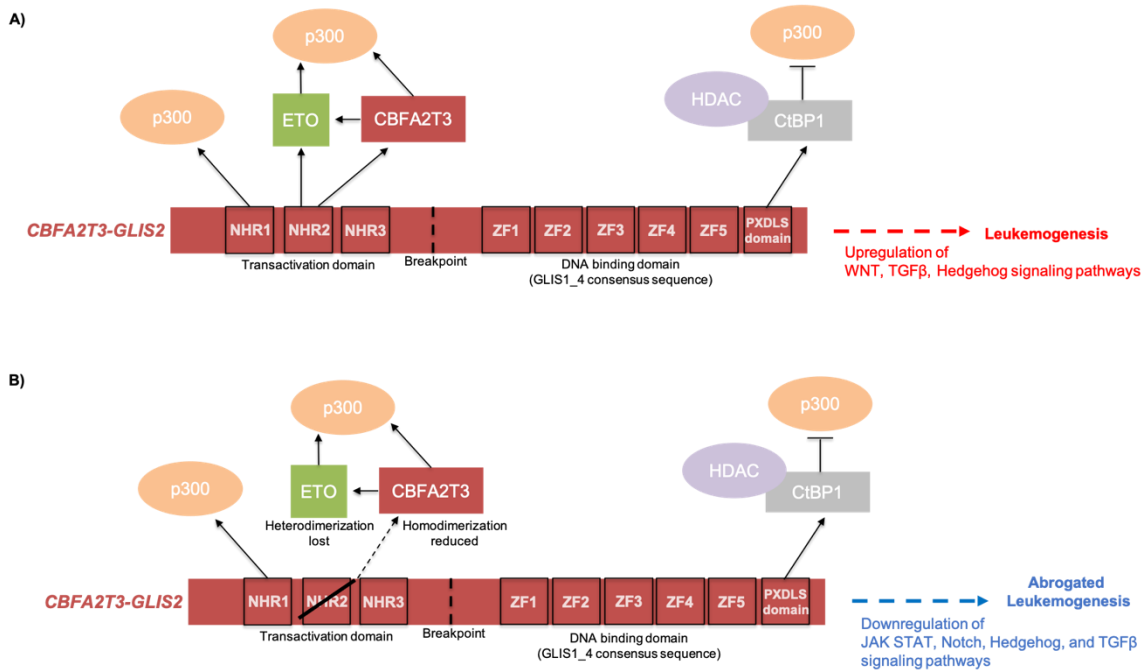 A)
p300
p300
p300
HDAC
ETO
CBFA2T3
CtBP1
CBFA2T3-GLIS2
NHR1
NHR2
NHR3
ZF1
ZF2
ZF3
ZF4
ZF5
PXDLS
domain
Transactivation domain
Breakpoint
DNA binding domain
(GLIS1_4 consensus sequence)
Leukemogenesis
Upregulation of
WNT, TGFβ, Hedgehog signaling pathways
B)
p300
p300
p300
HDAC
ETO
CBFA2T3
CtBP1
Heterodimerization
lost
Homodimerization
reduced
CBFA2T3-GLIS2
NHR1
NHR2
NHR3
ZF1
ZF2
ZF3
ZF4
ZF5
PXDLS
domain
Transactivation domain
Breakpoint
DNA binding domain
(GLIS1_4 consensus sequence)
Abrogated
Leukemogenesis
Downregulation of
JAK STAT, Notch, Hedgehog, and TGFβ
signaling pathways